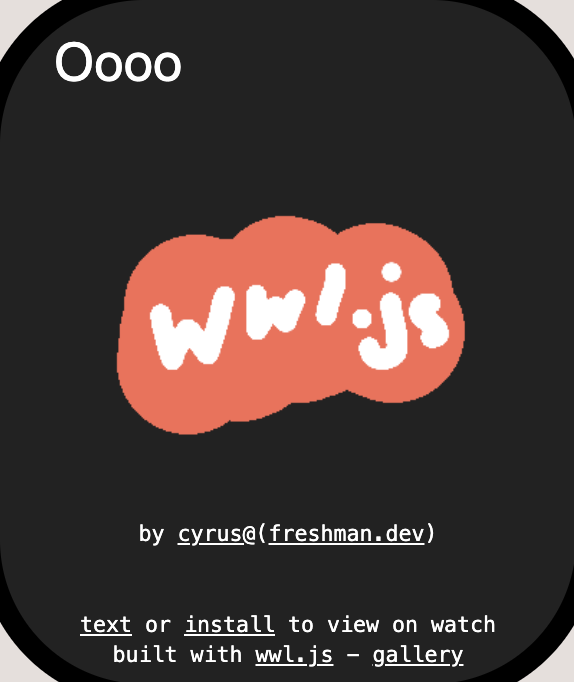 Oooo
wwl.js
by cyrus@(freshman.dev)
text or install to view on watch
built with wwl.js – gallery